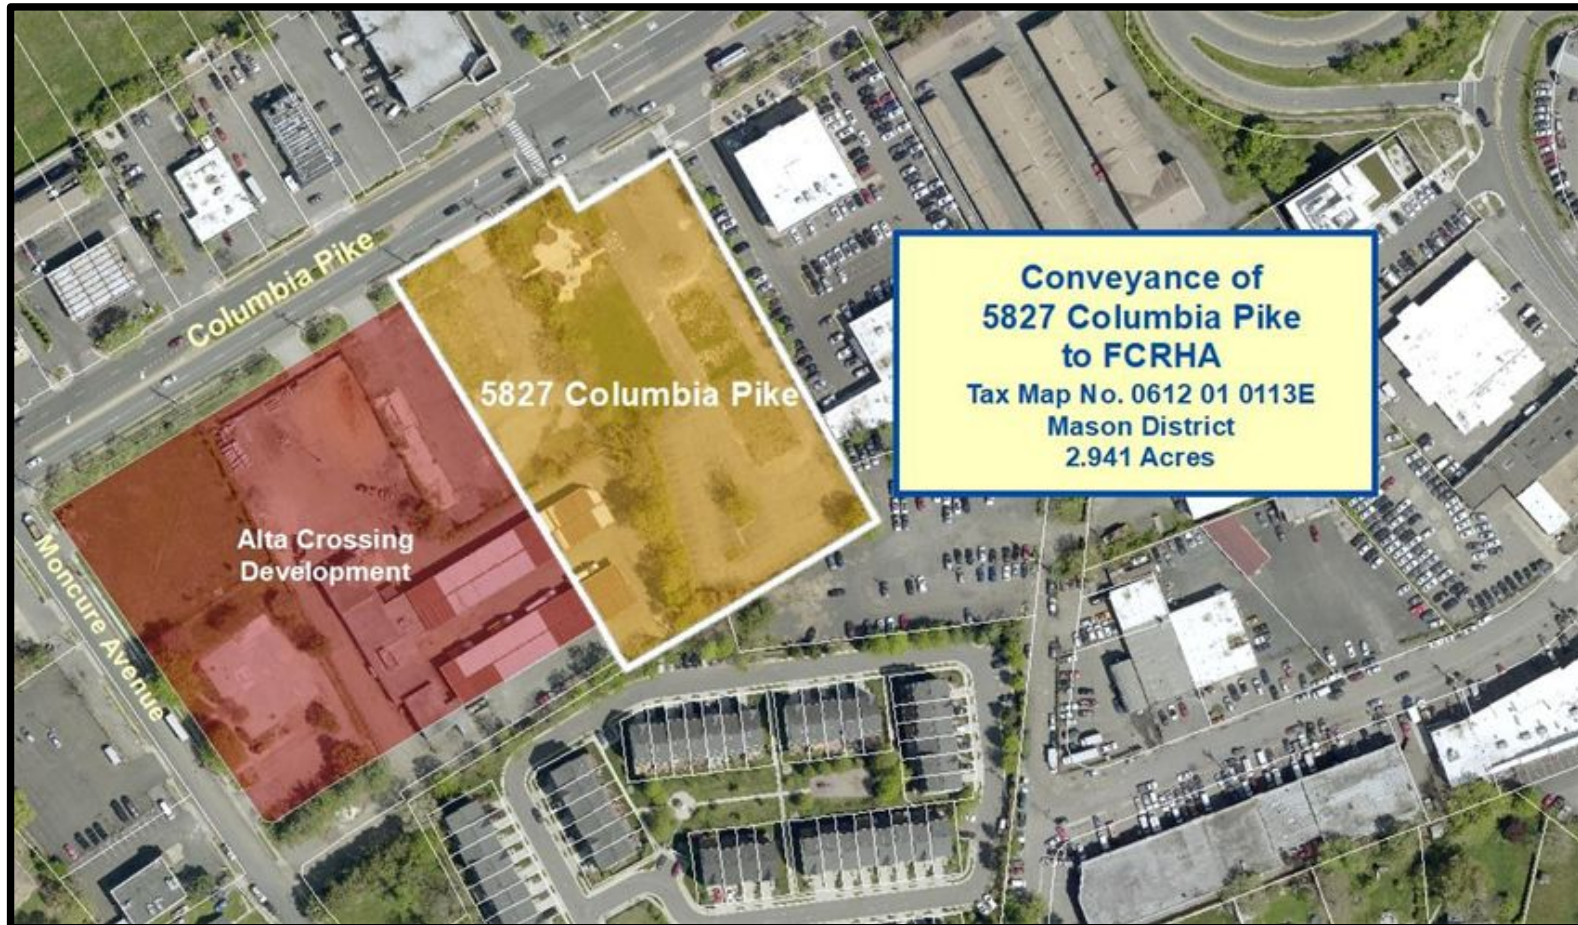 Columbia Pike
5827 Columbia Pike
Alta Crossing
Development
Moncure Avenue
Conveyance of
5827 Columbia Pike
to FCRHA
Tax Map No. 0612 01 0113E
Mason District
2.941 Acres